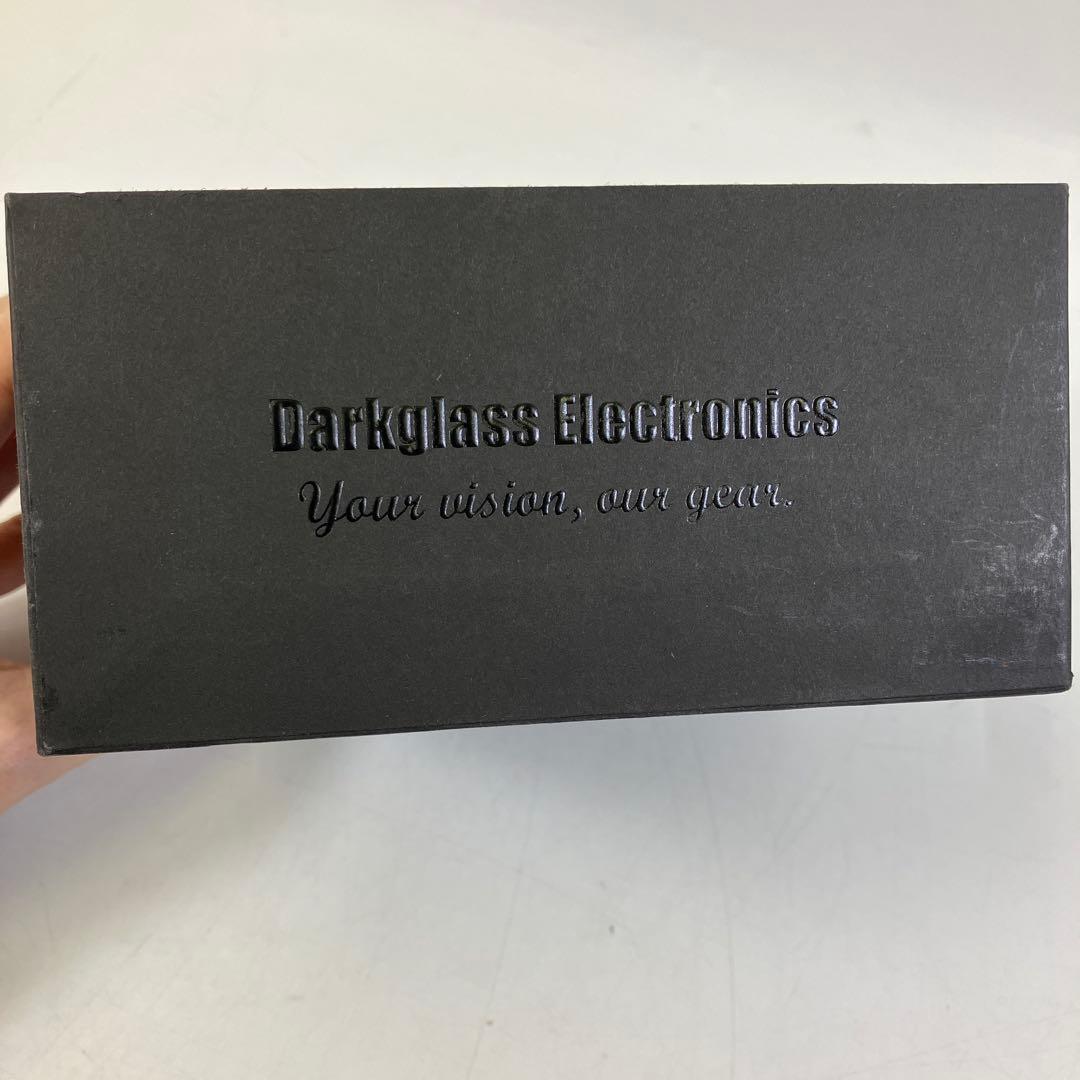 Darkglass Electronics
Your vision, our gear.